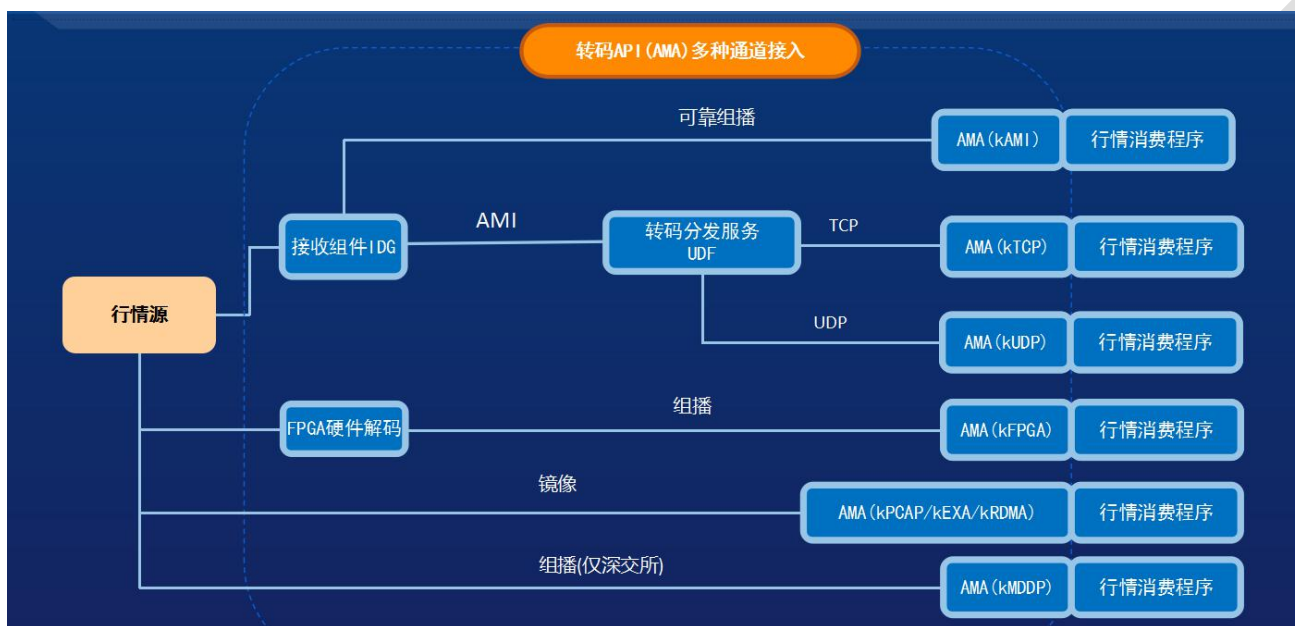 转码API(AMA)多种通道接入
可靠组播
AMA(kAMI)
行情消费程序
接收组件IDG
AMI
转码分发服务
UDF
TCP
AMA(kTCP)
行情消费程序
行情源
UDP
AMA(kUDP)
行情消费程序
FPGA硬件解码
组播
AMA(kFPGA)
行情消费程序
镜像
AMA(kPCAP/kEXA/kRDMA)
行情消费程序
组播(仅深交所)
AMA(kMDDP)
行情消费程序